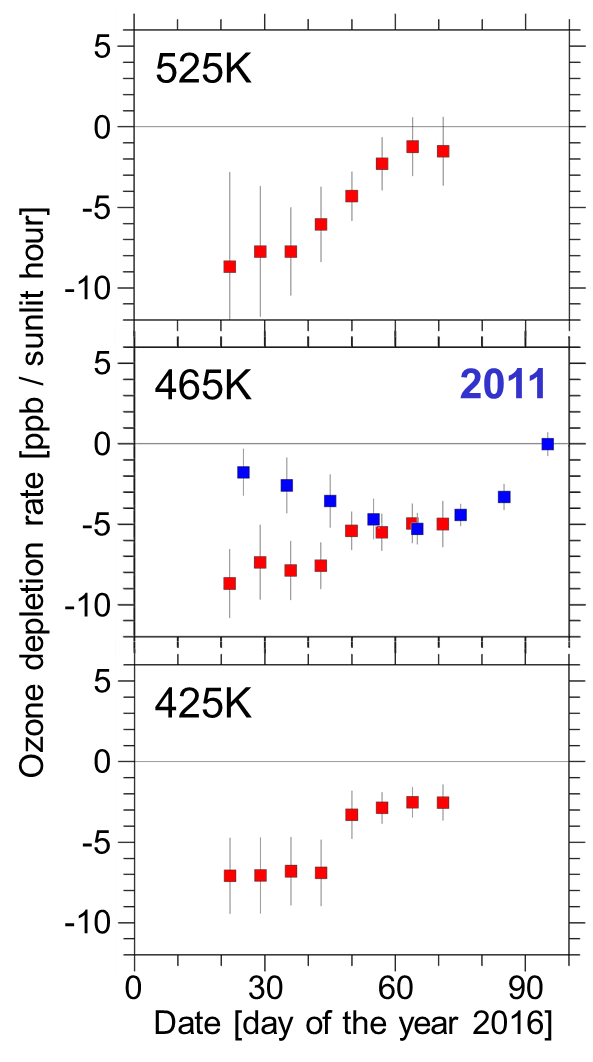 525K
5
0
-5
-10
465K
2011
5
0
-5
-10
425K
5
0
-5
-10
0 30 60 90
Date [day of the year 2016]
Ozone depletion rate [ppb / sunlit hour]